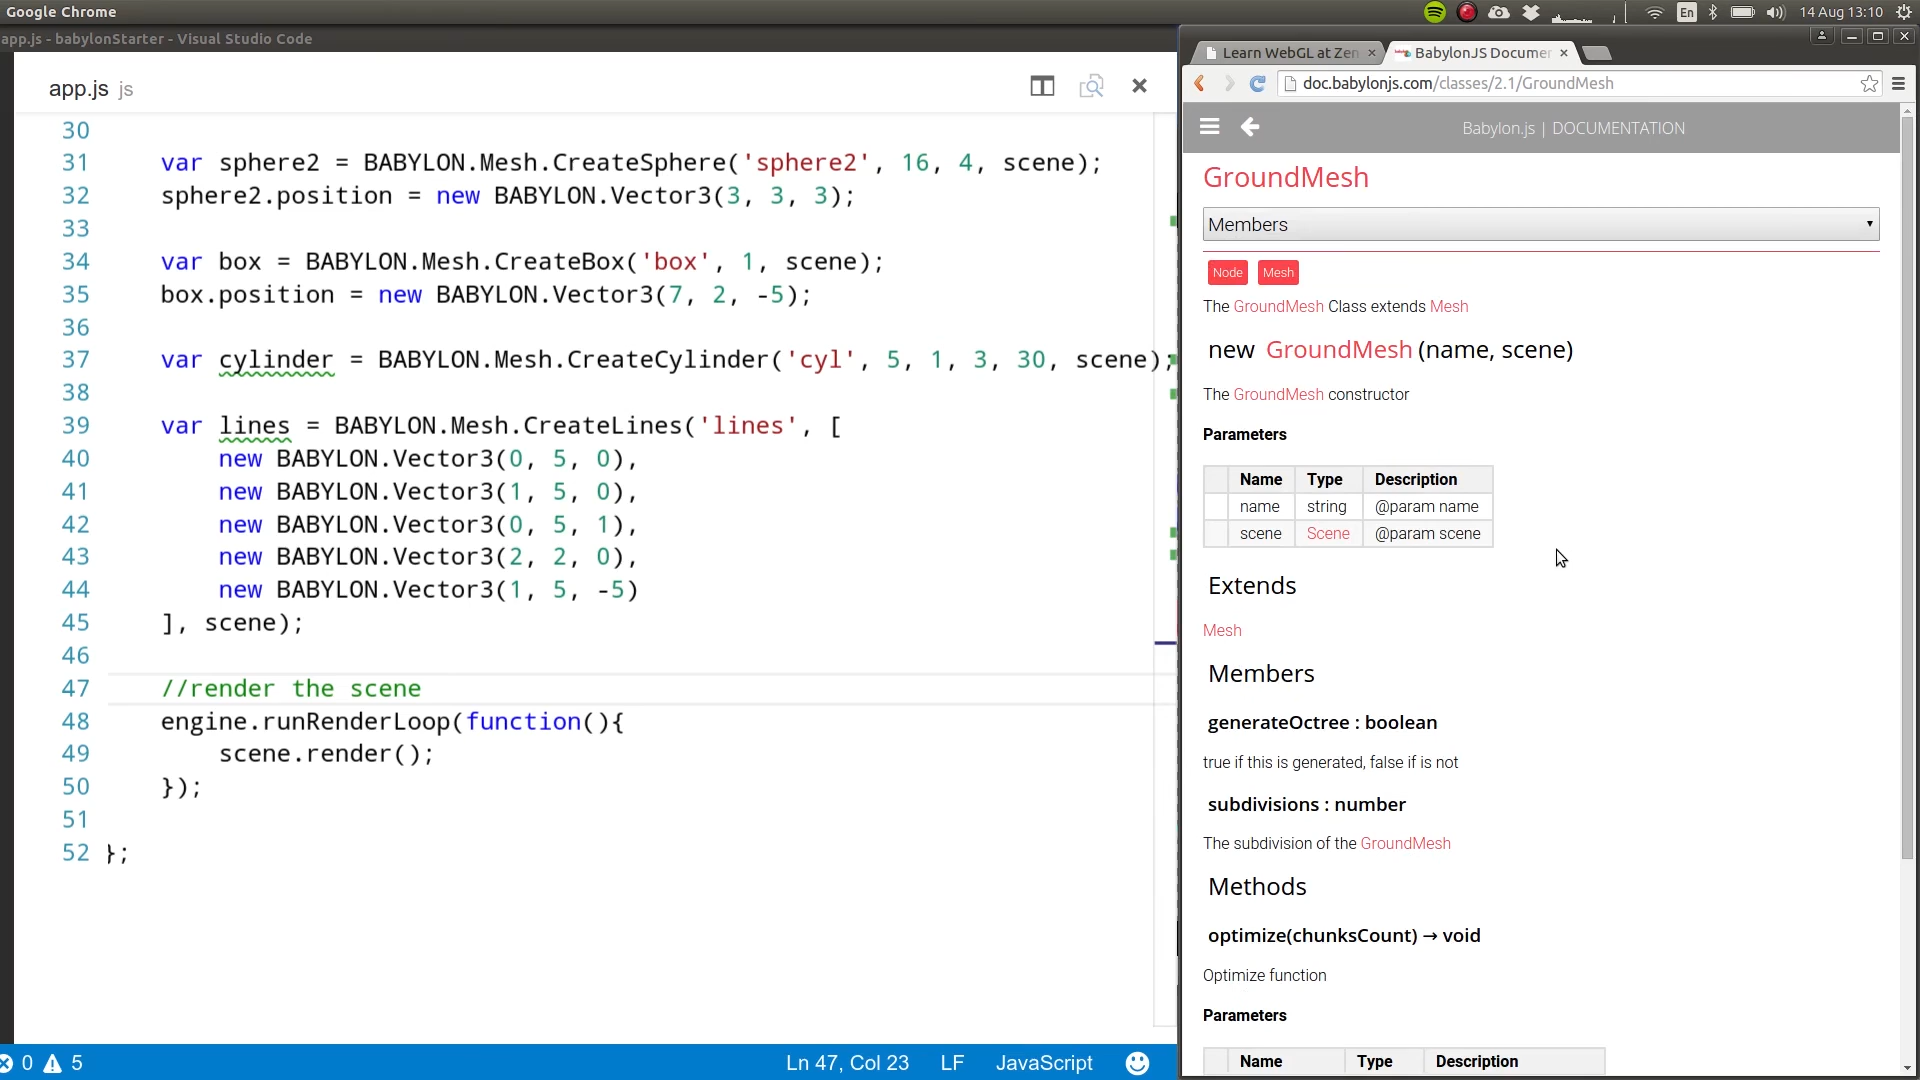 Google Chrome
En
14 Aug 13:10
app.js - babylonStarter - Visual Studio Code
app.js js
30
31 var sphere2 = BABYLON.Mesh.CreateSphere('sphere2', 16, 4, scene);
32 sphere2.position = new BABYLON.Vector3(3, 3, 3);
33
34 var box = BABYLON.Mesh.CreateBox('box', 1, scene);
35 box.position = new BABYLON.Vector3(7, 2, -5);
36
37 var cylinder = BABYLON.Mesh.CreateCylinder('cyl', 5, 1, 3, 30, scene);
38
39 var lines = BABYLON.Mesh.CreateLines('lines', [
40 new BABYLON.Vector3(0, 5, 0),
41 new BABYLON.Vector3(1, 5, 0),
42 new BABYLON.Vector3(0, 5, 1),
43 new BABYLON.Vector3(2, 2, 0),
44 new BABYLON.Vector3(1, 5, -5)
45 ], scene);
46
47 //render the scene
48 engine.runRenderLoop(function(){
49 scene.render();
50 });
51
52 };
0 5
Ln 47, Col 23 LF JavaScript
Learn WebGL at Zen
BabylonJS Documen
doc.babylonjs.com/classes/2.1/GroundMesh
Babylon.js | DOCUMENTATION
GroundMesh
Members
Node Mesh
The GroundMesh Class extends Mesh
new GroundMesh (name, scene)
The GroundMesh constructor
Parameters
Name Type Description
name string @param name
scene Scene @param scene
Extends
Mesh
Members
generateOctree : boolean
true if this is generated, false if is not
subdivisions : number
The subdivision of the GroundMesh
Methods
optimize(chunksCount) → void
Optimize function
Parameters
Name Type Description